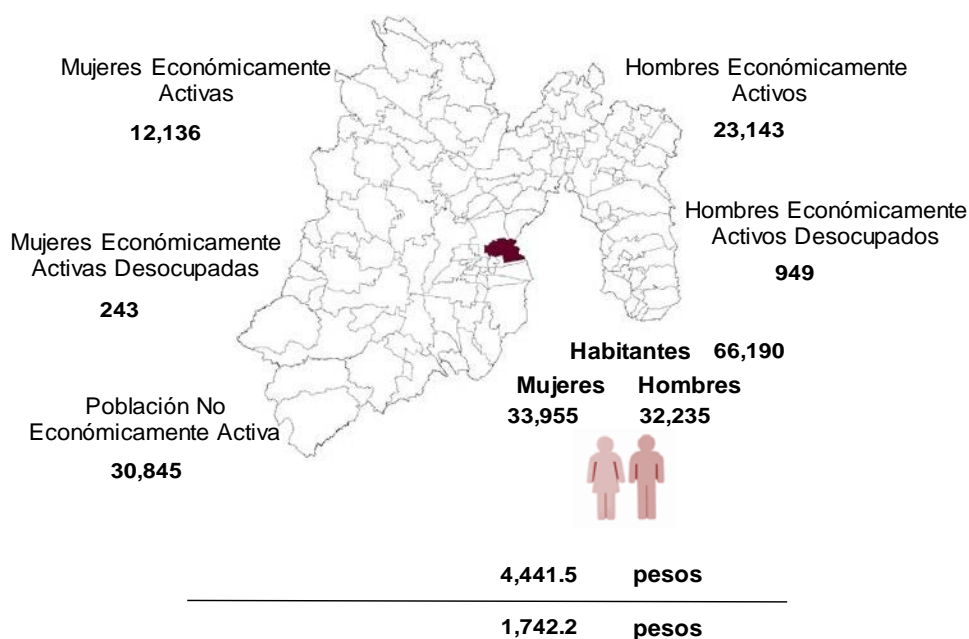 Mujeres Económicamente
Activas
12,136
Hombres Económicamente
Activos
23,143
Mujeres Económicamente
Activas Desocupadas
243
Hombres Económicamente
Activos Desocupados
949
Habitantes 66,190
Mujeres Hombres
33,955 32,235
Población No
Económicamente Activa
30,845
4,441.5 pesos
1,742.2 pesos